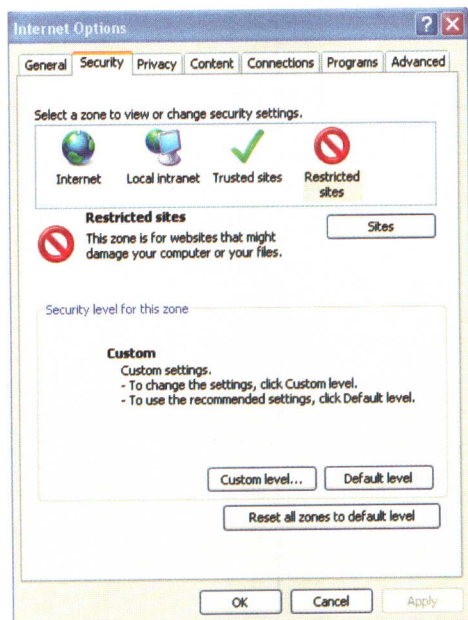 Internet Options
General Security Privacy Content Connections Programs Advanced
Select a zone to view or change security settings.
Internet Local intranet Trusted sites Restricted
sites
Restricted sites
This zone is for websites that might
damage your computer or your files.
Sites
Security level for this zone
Custom
Custom settings.
- To change the settings, click Custom level.
- To use the recommended settings, click Default level.
Custom level... Default level
Reset all zones to default level
OK Cancel Apply